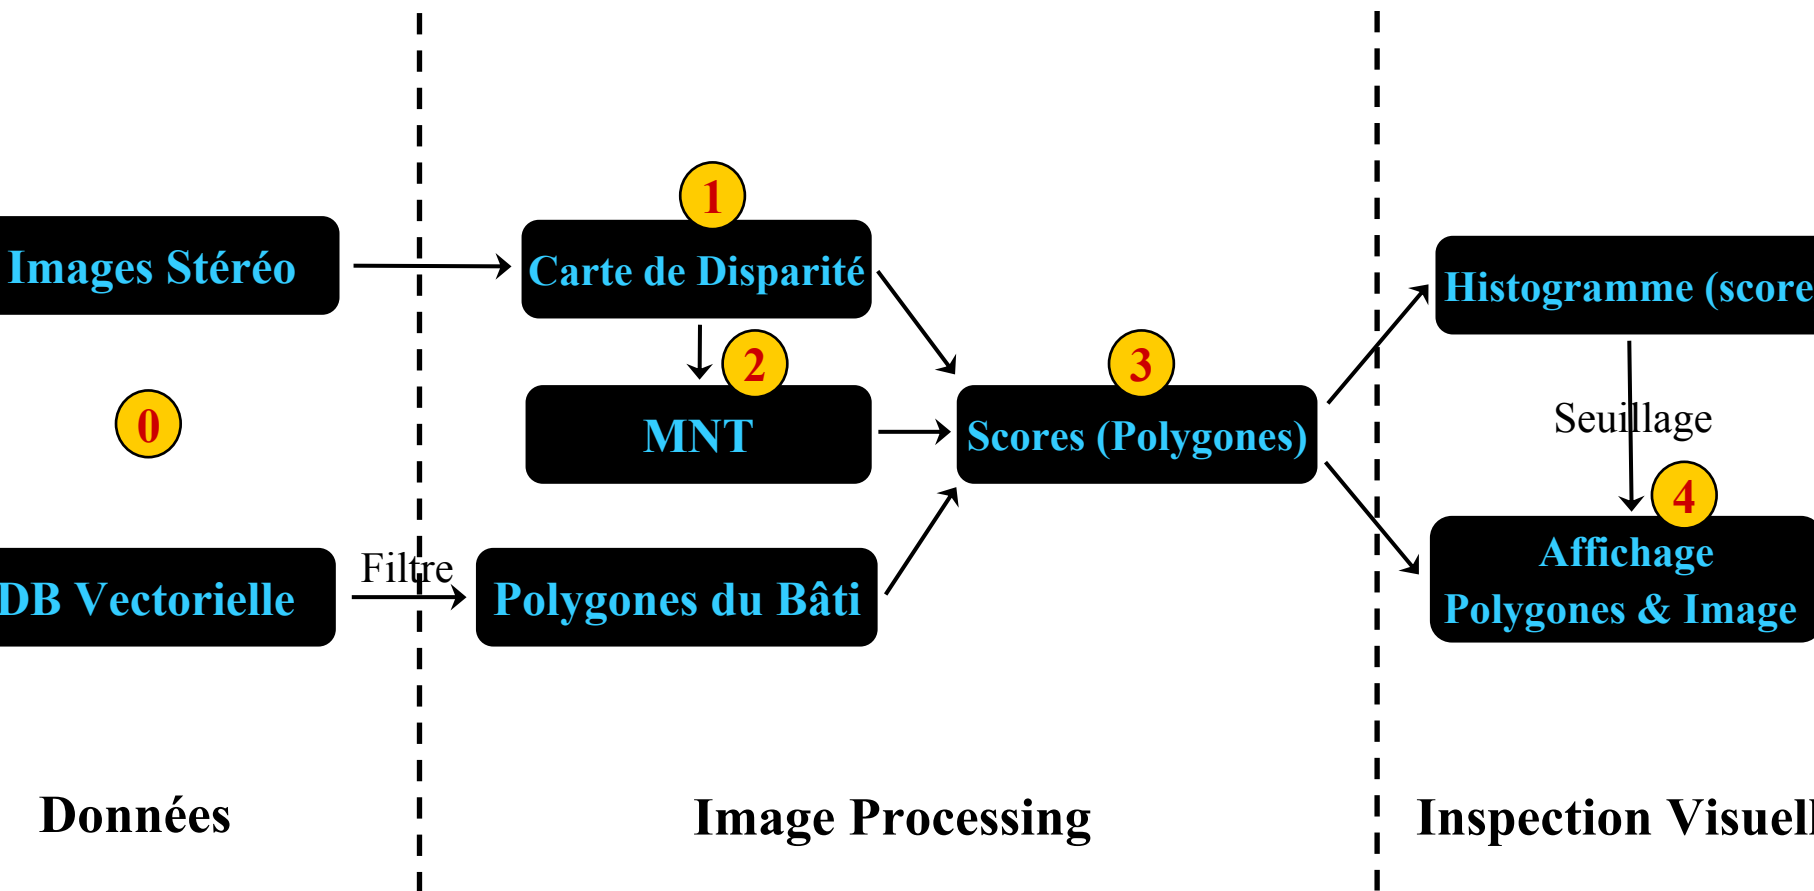 1
Images Stéréo
Carte de Disparité
Histogramme (score
2
3
0
MNT
Scores (Polygones)
Seuillage
4
Filtre
DB Vectorielle
Polygones du Bâti
Affichage
Polygones & Image
Données
Image Processing
Inspection Visuell